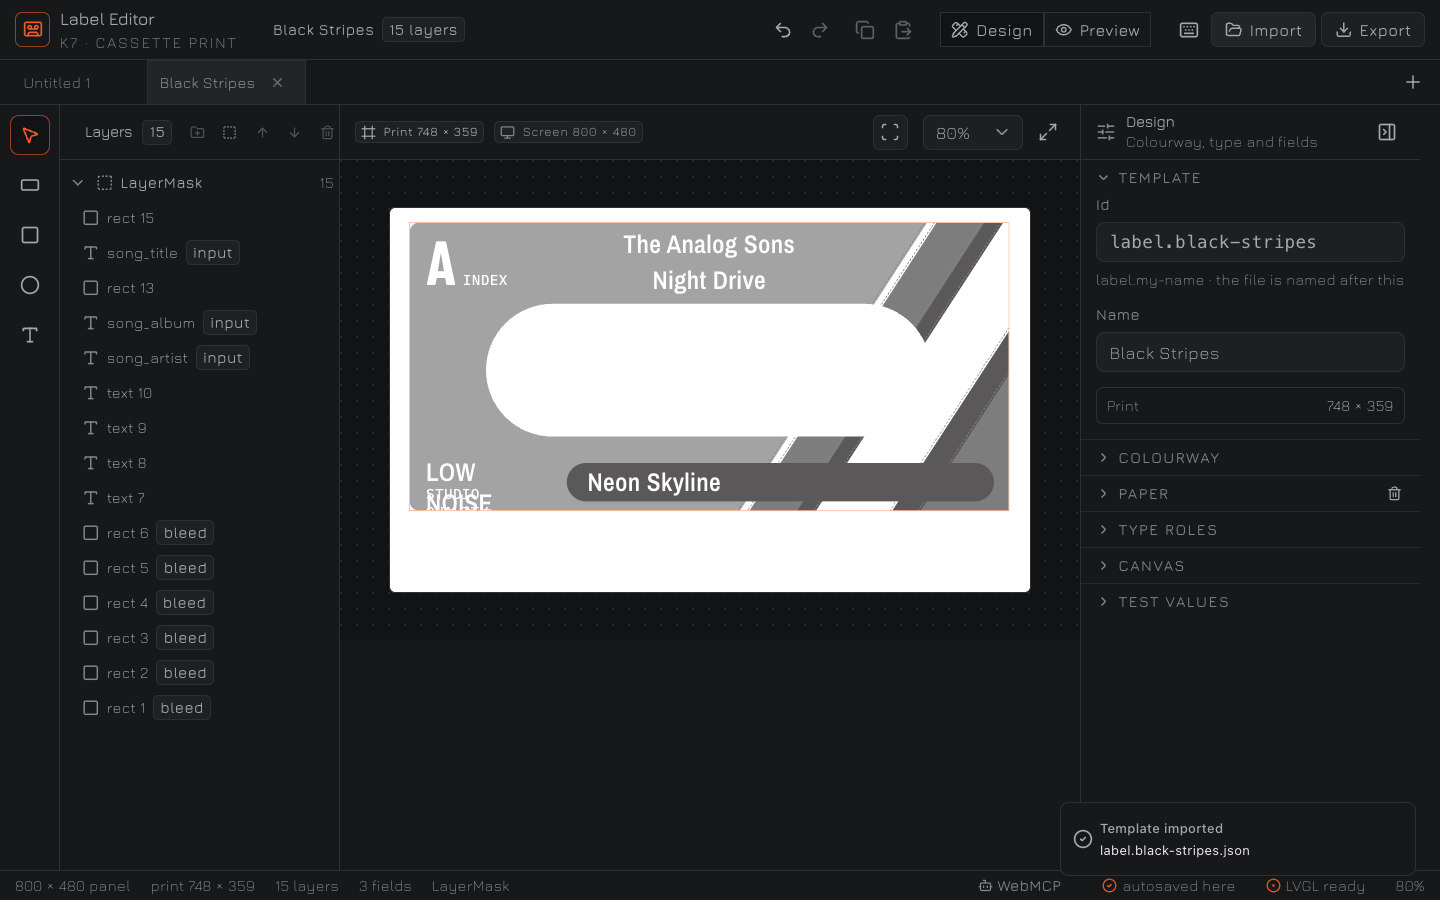 Label Editor
K7 · CASSETTE PRINT
Black Stripes 15 layers
Design Preview Import Export
Untitled 1 Black Stripes
Layers 15
Print 748 × 359 Screen 800 × 480 80%
Design
Colourway, type and fields
LayerMask 15
rect 15
song_title input
rect 13
song_album input
song_artist input
text 10
text 9
text 8
text 7
rect 6 bleed
rect 5 bleed
rect 4 bleed
rect 3 bleed
rect 2 bleed
rect 1 bleed
A INDEX
The Analog Sons
Night Drive
LOW
STUDIO
NOISE
Neon Skyline
TEMPLATE
Id
label.black-stripes
label.my-name · the file is named after this
Name
Black Stripes
Print 748 × 359
COLOURWAY
PAPER
TYPE ROLES
CANVAS
TEST VALUES
Template imported
label.black-stripes.json
800 × 480 panel print 748 × 359 15 layers 3 fields LayerMask WebMCP autosaved here LVGL ready 80%